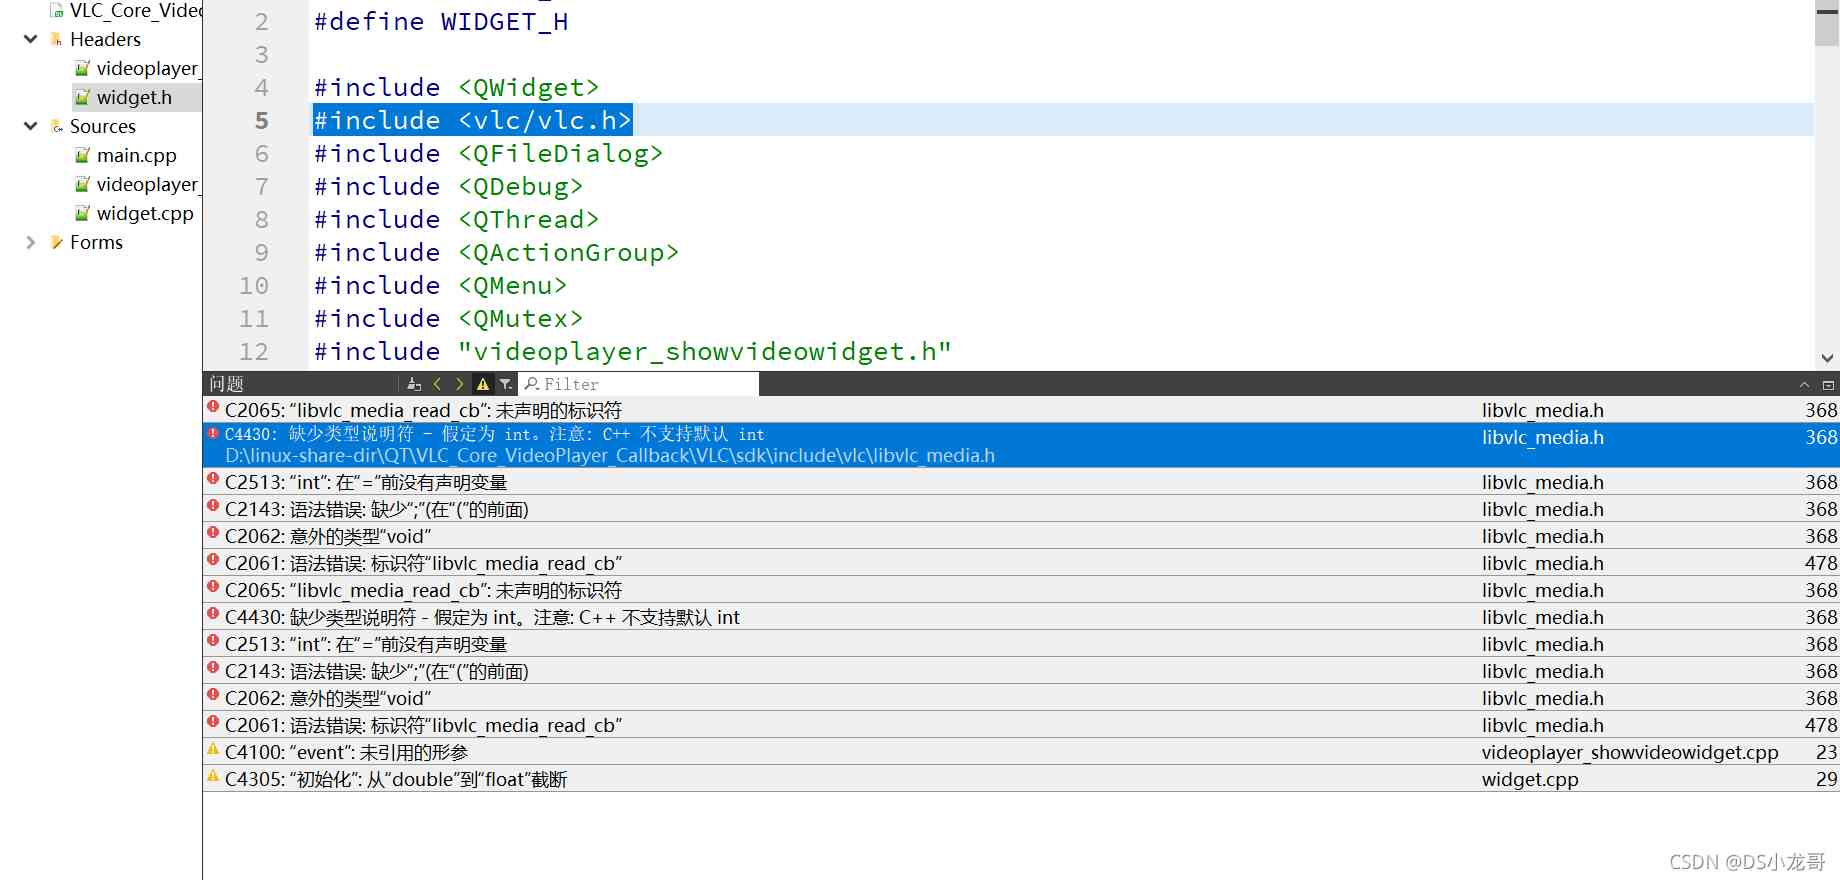 VLC_Core_Video
Headers
videoplayer_
widget.h
Sources
main.cpp
videoplayer_
widget.cpp
Forms
2 #define WIDGET_H
3
4 #include <QWidget>
5 #include <vlc/vlc.h>
6 #include <QFileDialog>
7 #include <QDebug>
8 #include <QThread>
9 #include <QActionGroup>
10 #include <QMenu>
11 #include <QMutex>
12 #include "videoplayer_showvideowidget.h"
问题 Filter
C2065: “libvlc_media_read_cb”: 未声明的标识符 libvlc_media.h 368
C4430: 缺少类型说明符 - 假定为 int。注意: C++ 不支持默认 int libvlc_media.h 368
D:\linux-share-dir\QT\VLC_Core_VideoPlayer_Callback\VLC\sdk\include\vlc\libvlc_media.h
C2513: “int”: 在“=”前没有声明变量 libvlc_media.h 368
C2143: 语法错误: 缺少“;”(在“(”的前面) libvlc_media.h 368
C2062: 意外的类型“void” libvlc_media.h 368
C2061: 语法错误: 标识符“libvlc_media_read_cb” libvlc_media.h 478
C2065: “libvlc_media_read_cb”: 未声明的标识符 libvlc_media.h 368
C4430: 缺少类型说明符 - 假定为 int。注意: C++ 不支持默认 int libvlc_media.h 368
C2513: “int”: 在“=”前没有声明变量 libvlc_media.h 368
C2143: 语法错误: 缺少“;”(在“(”的前面) libvlc_media.h 368
C2062: 意外的类型“void” libvlc_media.h 368
C2061: 语法错误: 标识符“libvlc_media_read_cb” libvlc_media.h 478
C4100: “event”: 未引用的形参 videoplayer_showvideowidget.cpp 23
C4305: “初始化”: 从“double”到“float”截断 widget.cpp 29
CSDN @DS小龙哥